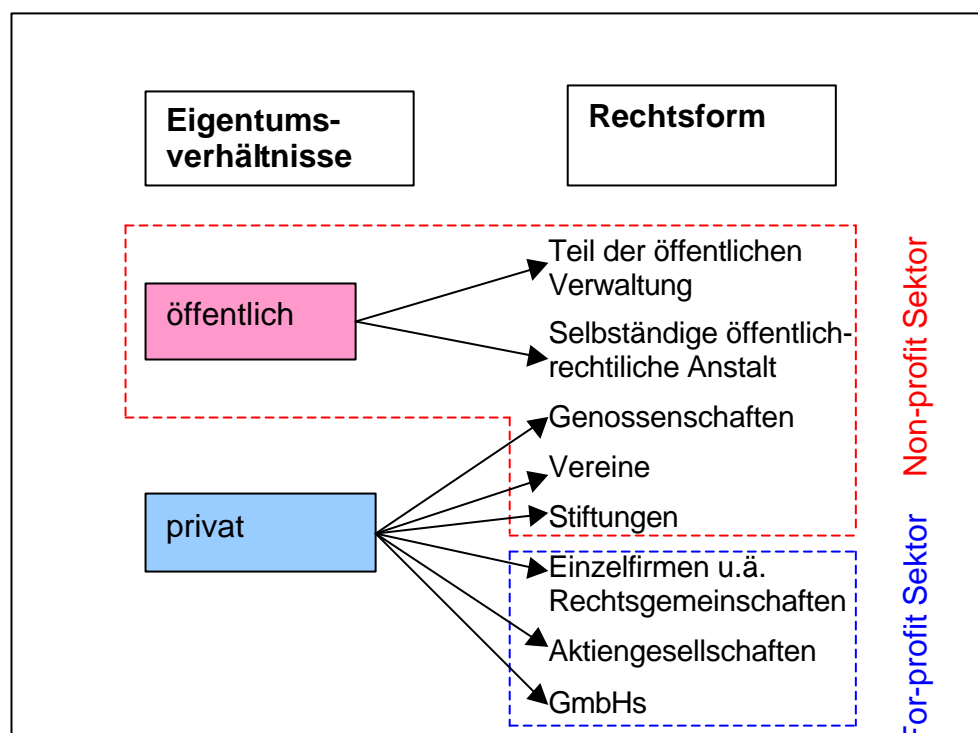 Eigentums-
verhältnisse
Rechtsform
öffentlich
Teil der öffentlichen
Verwaltung
Selbständige öffentlich-
rechtiliche Anstalt
Genossenschaften
Vereine
Stiftungen
privat
Einzelfirmen u.ä.
Rechtsgemeinschaften
Aktiengesellschaften
GmbHs
Non-profit Sektor
For-profit Sektor